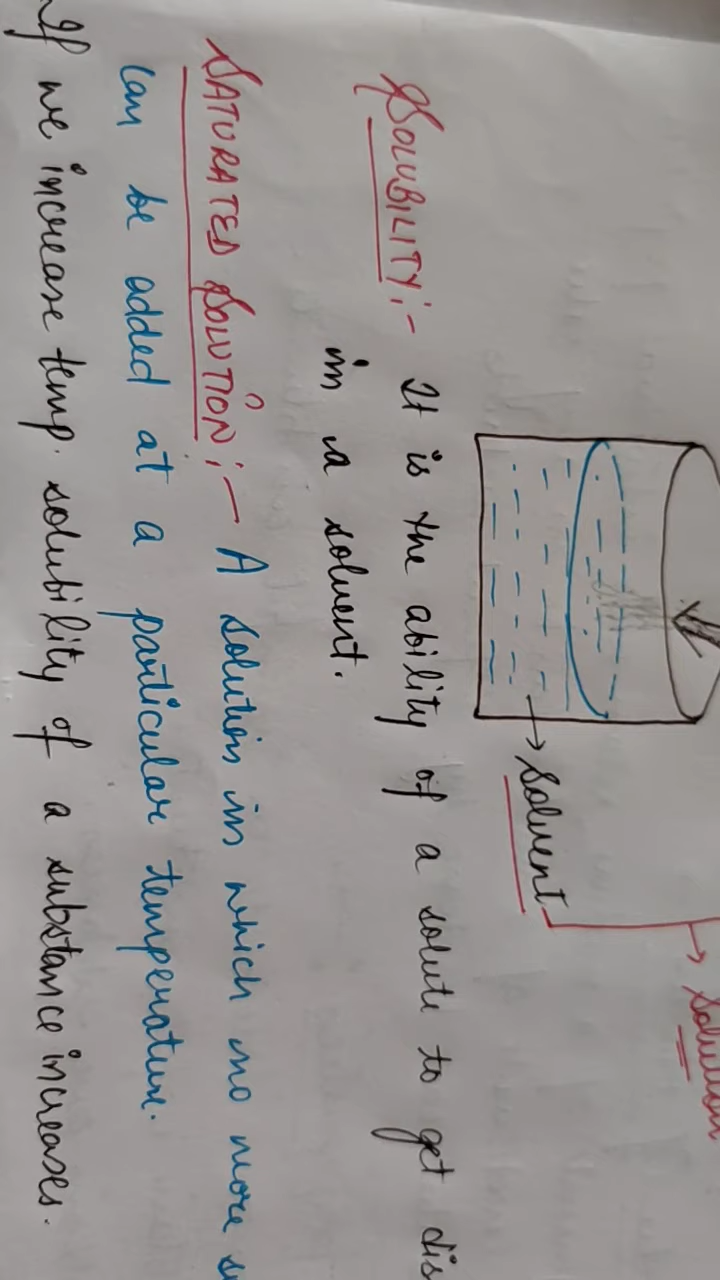 Solution
Solvent
SOLUBILITY:- It is the ability of a solute to get
in a solvent.
SATURATED SOLUTION:- A solution in which no more
can be added at a particular temperature.
If we increase temp. solubility of a substance increases.